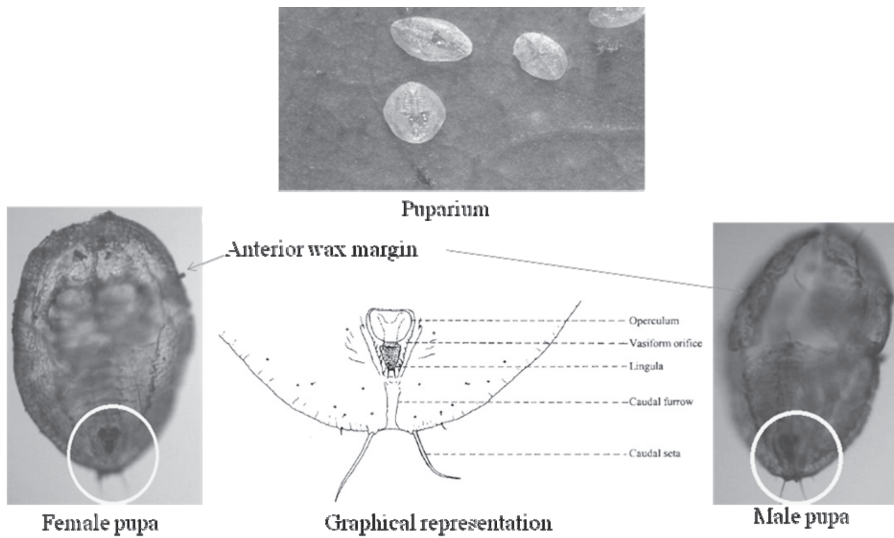 Puparium
Anterior wax margin
Operculum
Vasiform orifice
Lingula
Caudal furrow
Caudal seta
Female pupa
Graphical representation
Male pupa